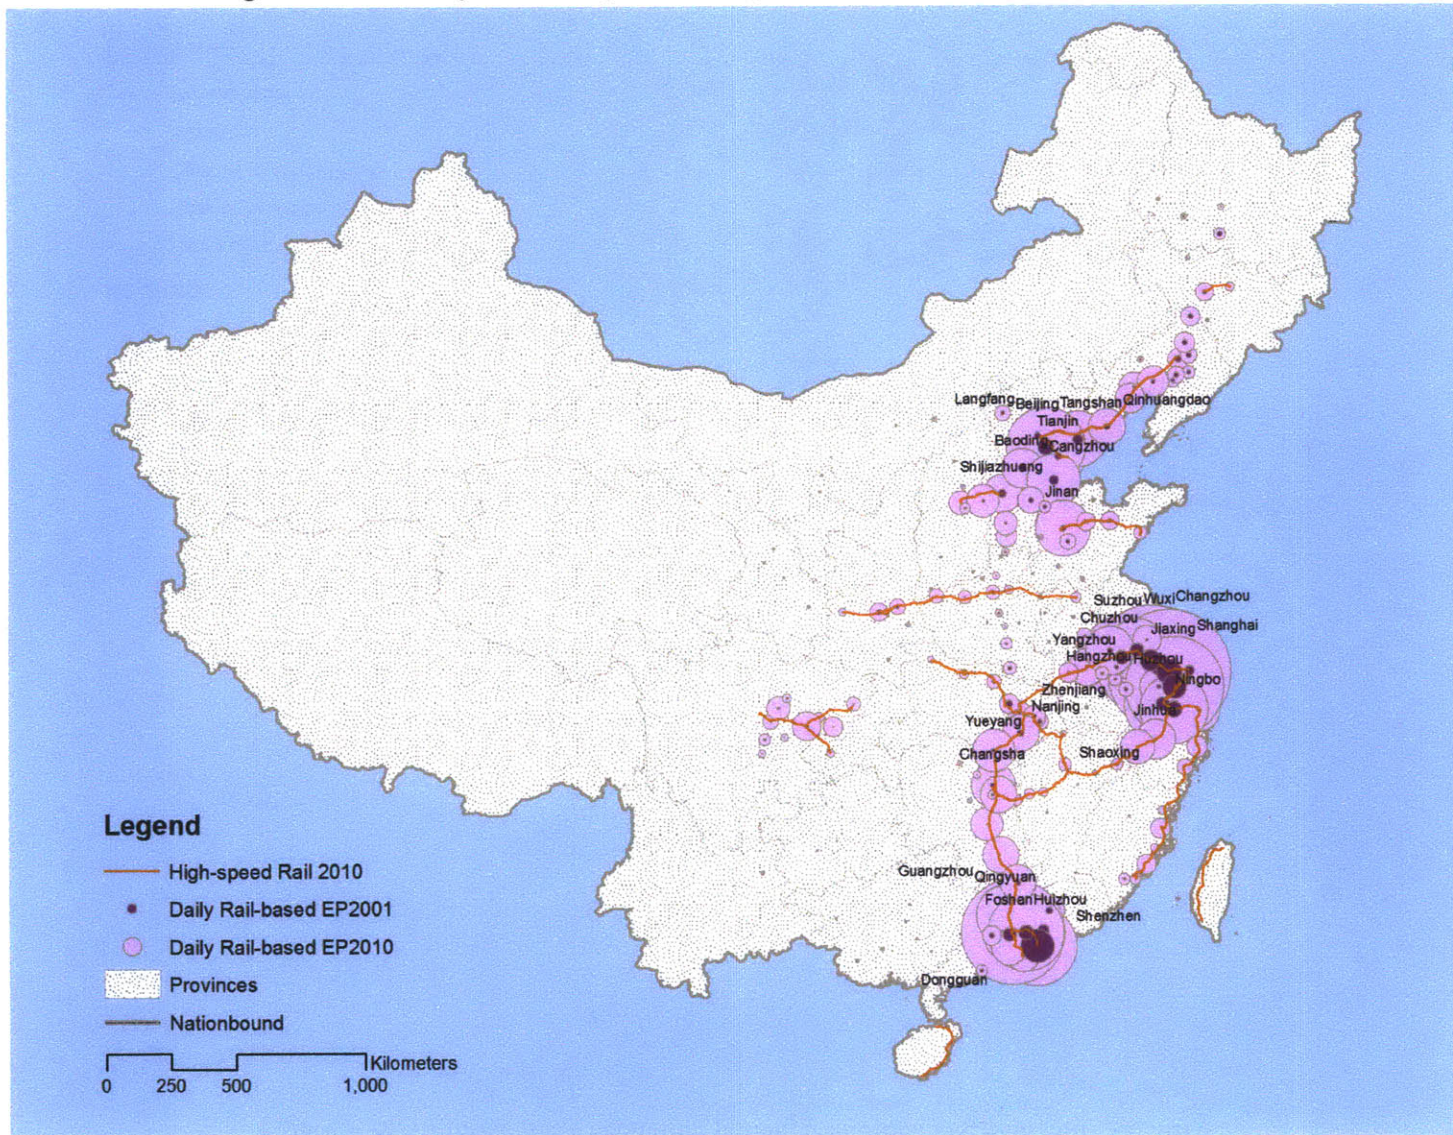 Langfang Beijing Tangshan Qinhuangdao
Tianjin
Baoding Cangzhou
Shijiazhuang
Jinan
Suzhou Wuxi Changzhou
Chuzhou
Jiaxing Shanghai
Yangzhou
Hangzhou Huzhou
Ningbo
Zhenjiang
Nanjing
Jinhua
Yueyang
Changsha
Shaoxing
Guangzhou
Qingyuan
Foshan Huizhou
Shenzhen
Dongguan
Legend
High-speed Rail 2010
Daily Rail-based EP2001
Daily Rail-based EP2010
Provinces
Nationbound
Kilometers
0 250 500 1,000